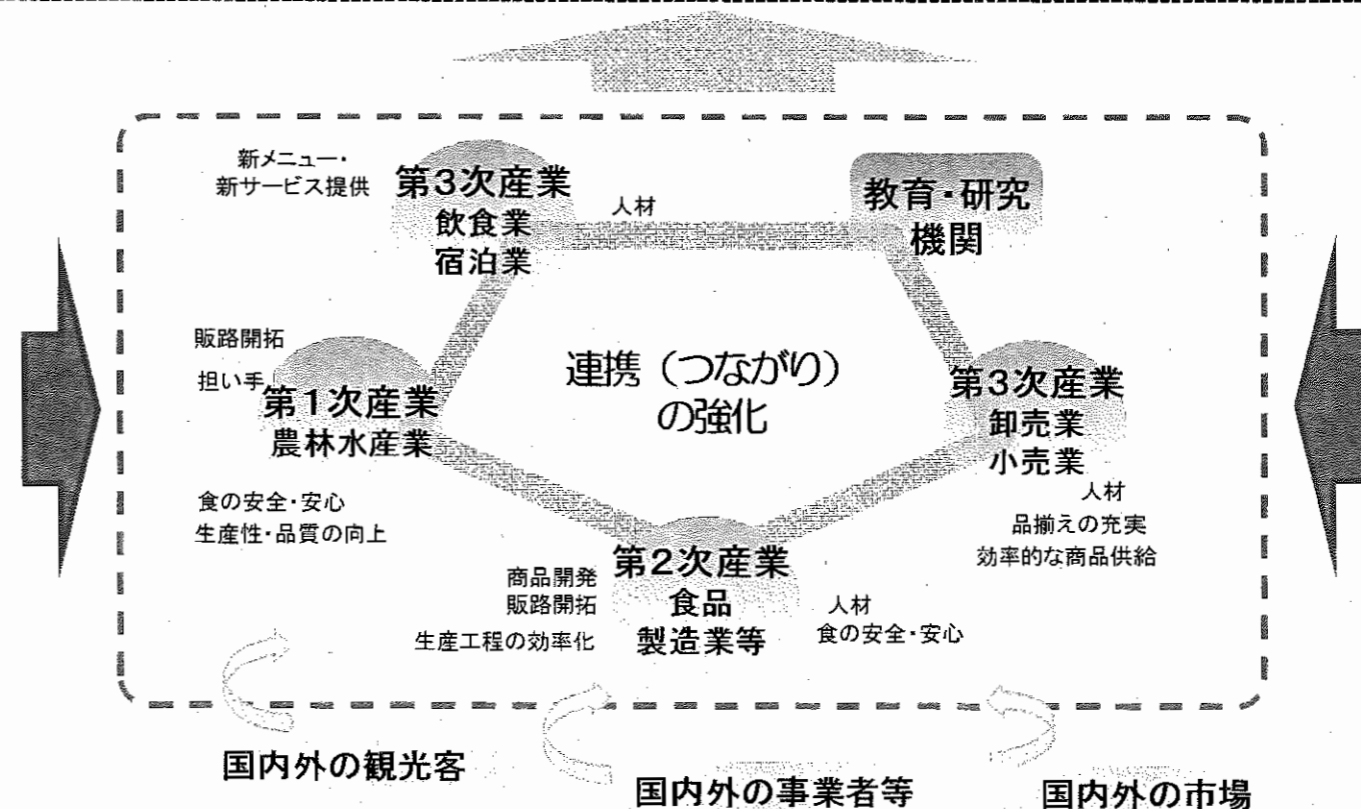 新メニュー・
新サービス提供
第3次産業
飲食業
宿泊業
人材
教育・研究
機関
販路開拓
担い手
第1次産業
農林水産業
連携（つながり）
の強化
第3次産業
卸売業
小売業
食の安全・安心
生産性・品質の向上
人材
品揃えの充実
効率的な商品供給
商品開発
販路開拓
生産工程の効率化
第2次産業
食品
製造業等
人材
食の安全・安心
国内外の観光客
国内外の事業者等
国内外の市場